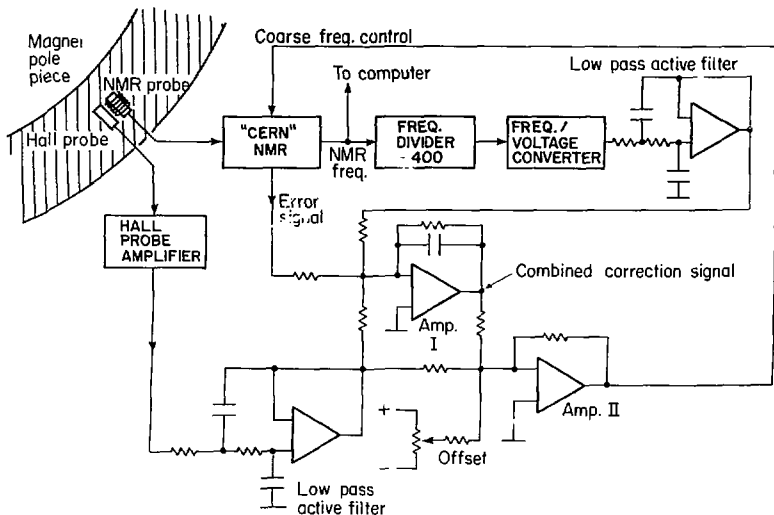 Magnet
pole
piece
NMR probe
Hall probe
Coarse freq. control
To computer
Low pass active filter
"CERN"
NMR
NMR
freq.
FREQ.
DIVIDER
-400
FREQ./
VOLTAGE
CONVERTER
Error
signal
HALL
PROBE
AMPLIFIER
Combined correction signal
Amp.
I
+
-
Offset
Amp. II
Low pass
active filter